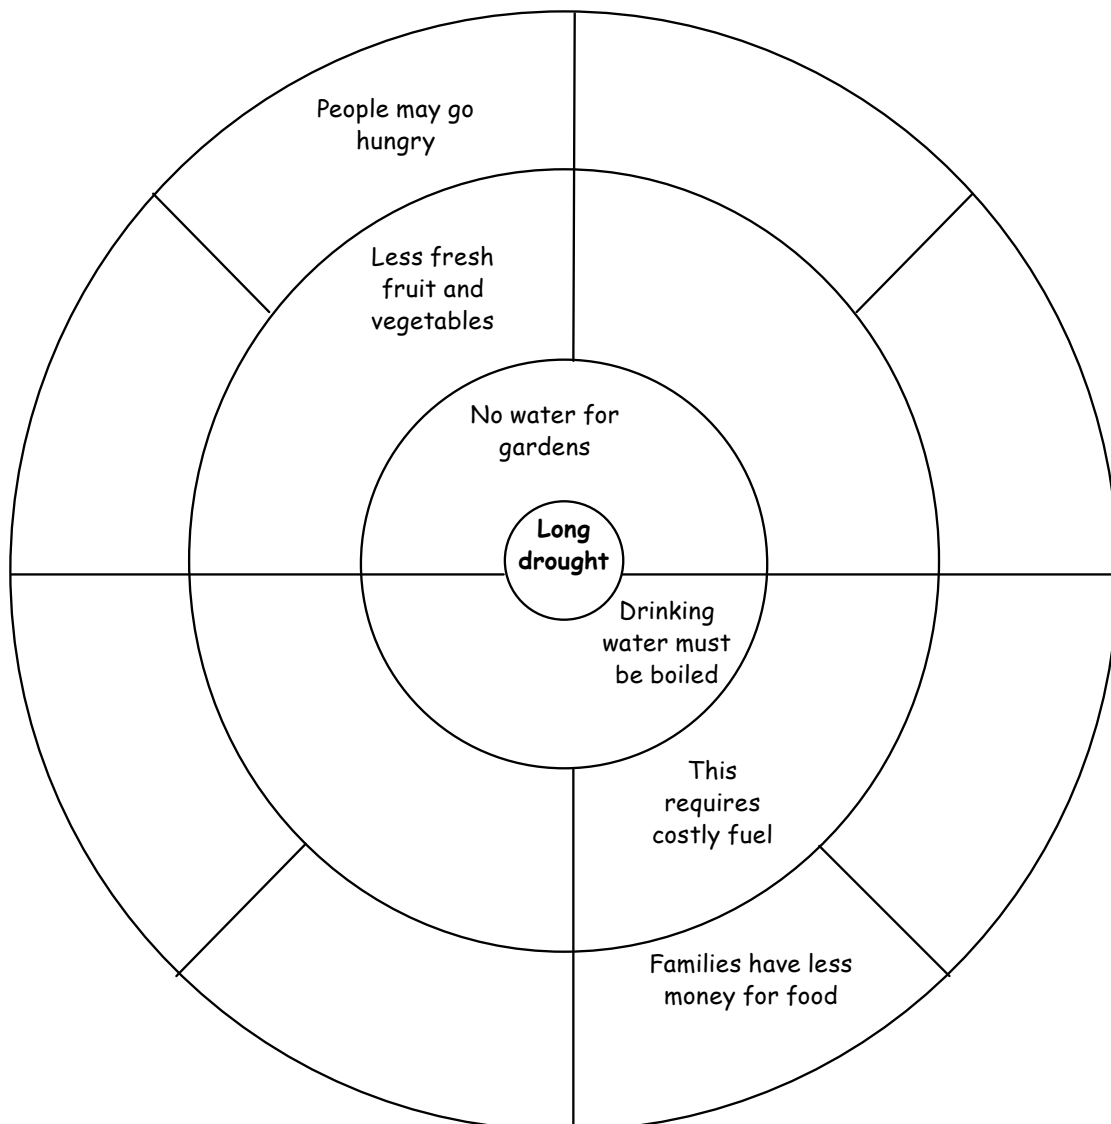 People may go
hungry
Less fresh
fruit and
vegetables
No water for
gardens
Long
drought
Drinking
water must
be boiled
This
requires
costly fuel
Families have less
money for food